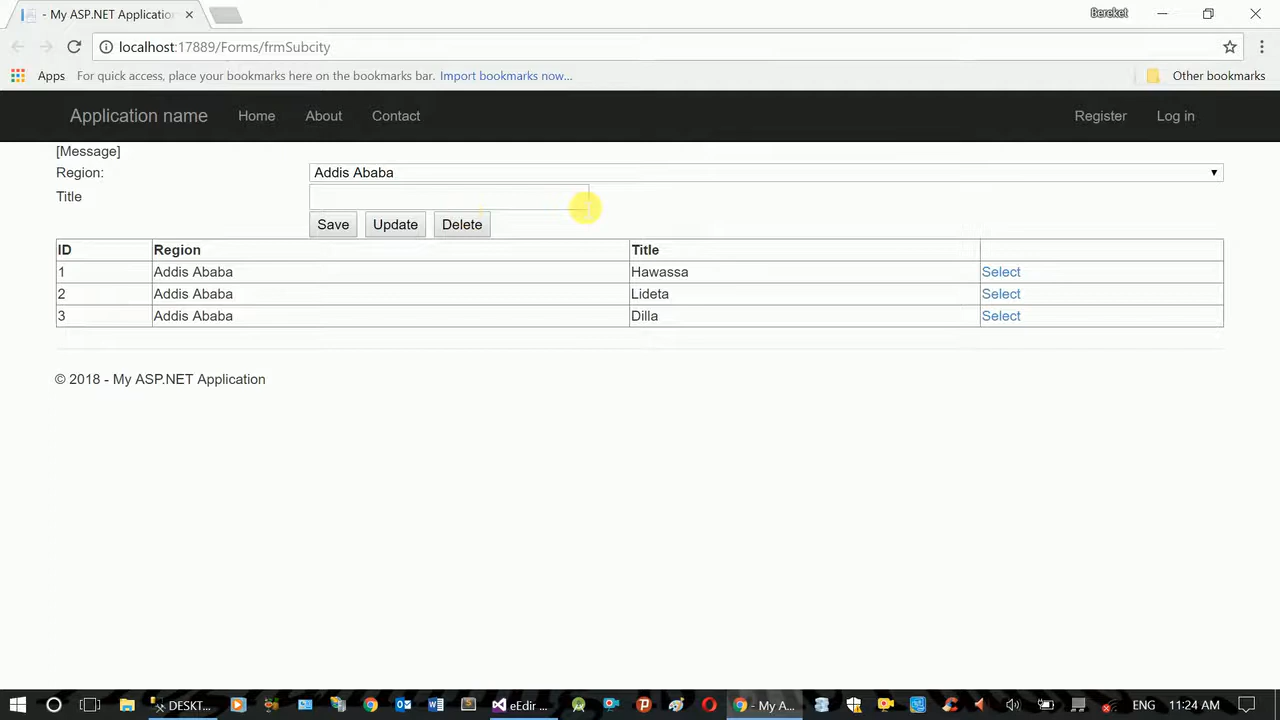 - My ASP.NET Applicatio
Bereket
localhost:17889/Forms/frmSubcity
Apps For quick access, place your bookmarks here on the bookmarks bar. Import bookmarks now... Other bookmarks
Application name Home About Contact Register Log in
[Message]
Region: Addis Ababa
Title
Save Update Delete
ID Region Title
1 Addis Ababa Hawassa Select
2 Addis Ababa Lideta Select
3 Addis Ababa Dilla Select
© 2018 - My ASP.NET Application
DESKT... eEdir ... - My A... ENG 11:24 AM